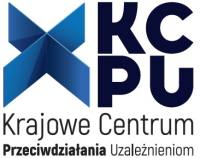 KC
PU
Krajowe Centrum
Przeciwdziałania Uzależnieniom